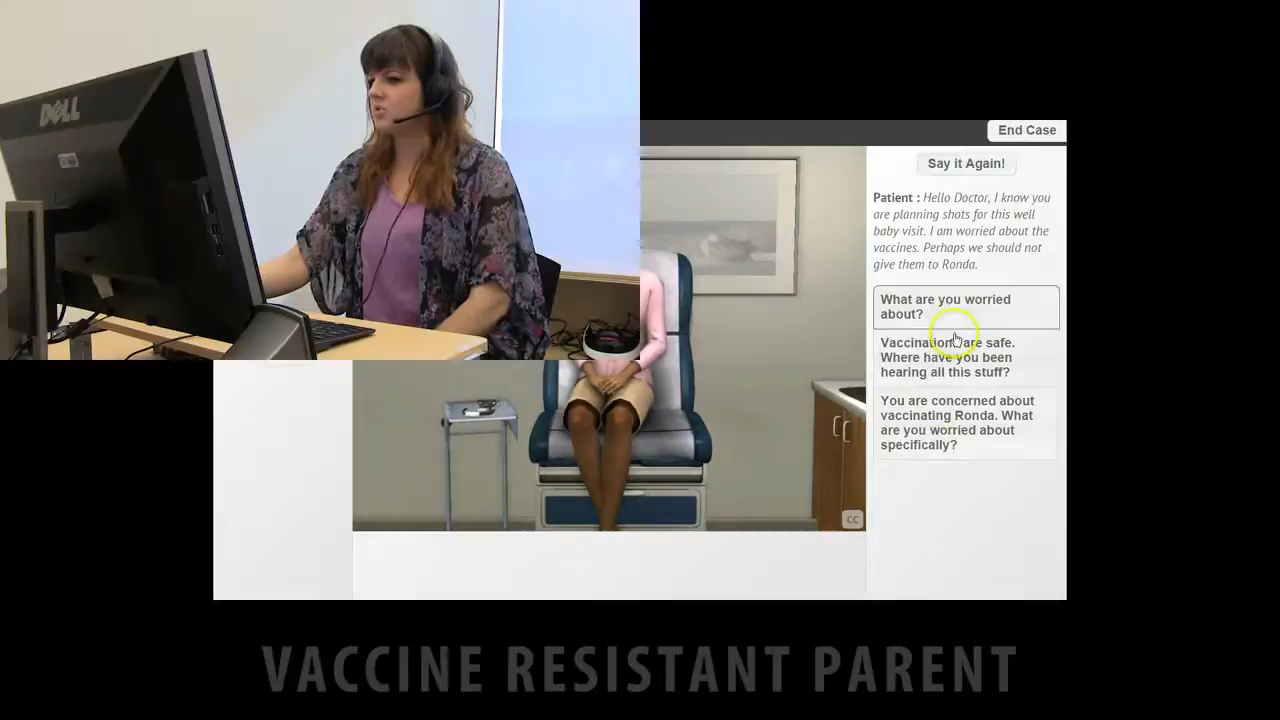 DELL
End Case
Say it Again!
Patient : Hello Doctor, I know you
are planning shots for this well
baby visit. I am worried about the
vaccines. Perhaps we should not
give them to Ronda.
What are you worried
about?
Vaccinations are safe.
Where have you been
hearing all this stuff?
You are concerned about
vaccinating Ronda. What
are you worried about
specifically?
CC
VACCINE RESISTANT PARENT